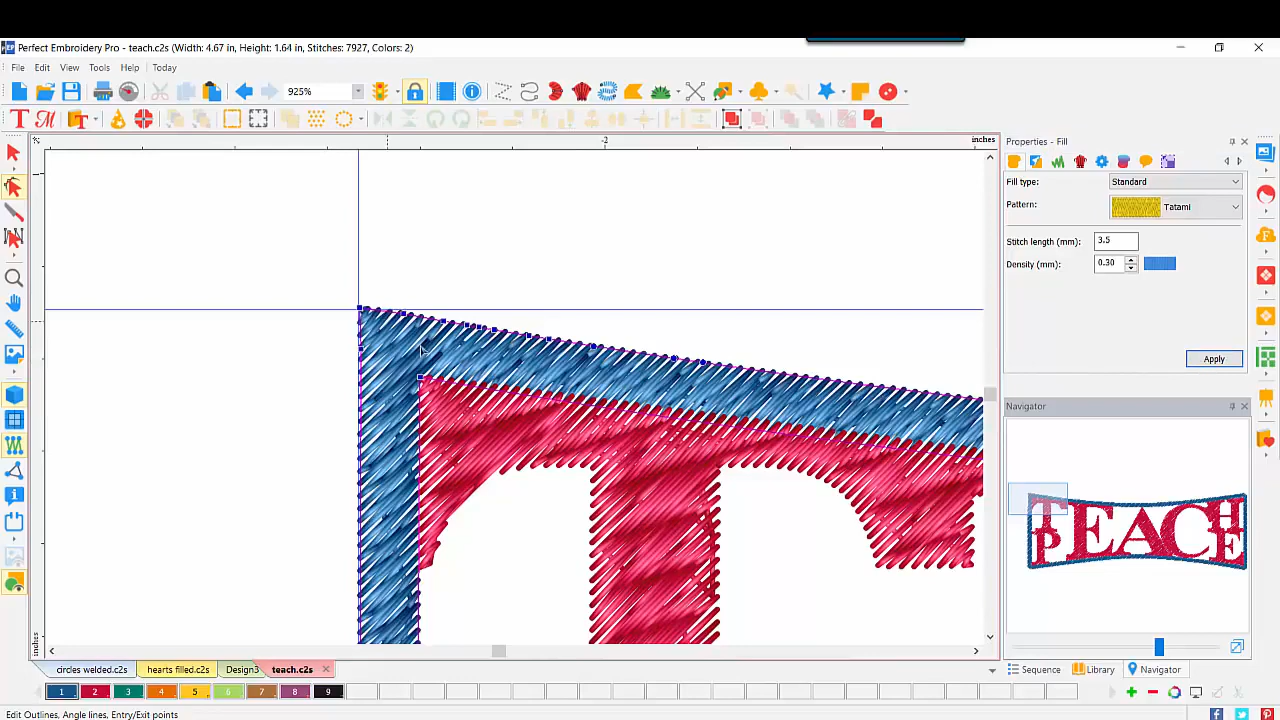 Perfect Embroidery Pro - teach.c2s (Width: 4.67 in, Height: 1.64 in, Stitches: 7927, Colors: 2)
File Edit View Tools Help Today
925%
-2 inches
Properties - Fill
Fill type: Standard
Pattern: Tatami
Stitch length (mm): 3.5
Density (mm): 0.30
Apply
Navigator
TEACH
PE
inches
circles welded.c2s hearts filled.c2s Design3 teach.c2s
Sequence Library Navigator
1 2 3 4 5 6 7 8 9
Edit Outlines, Angle lines, Entry/Exit points